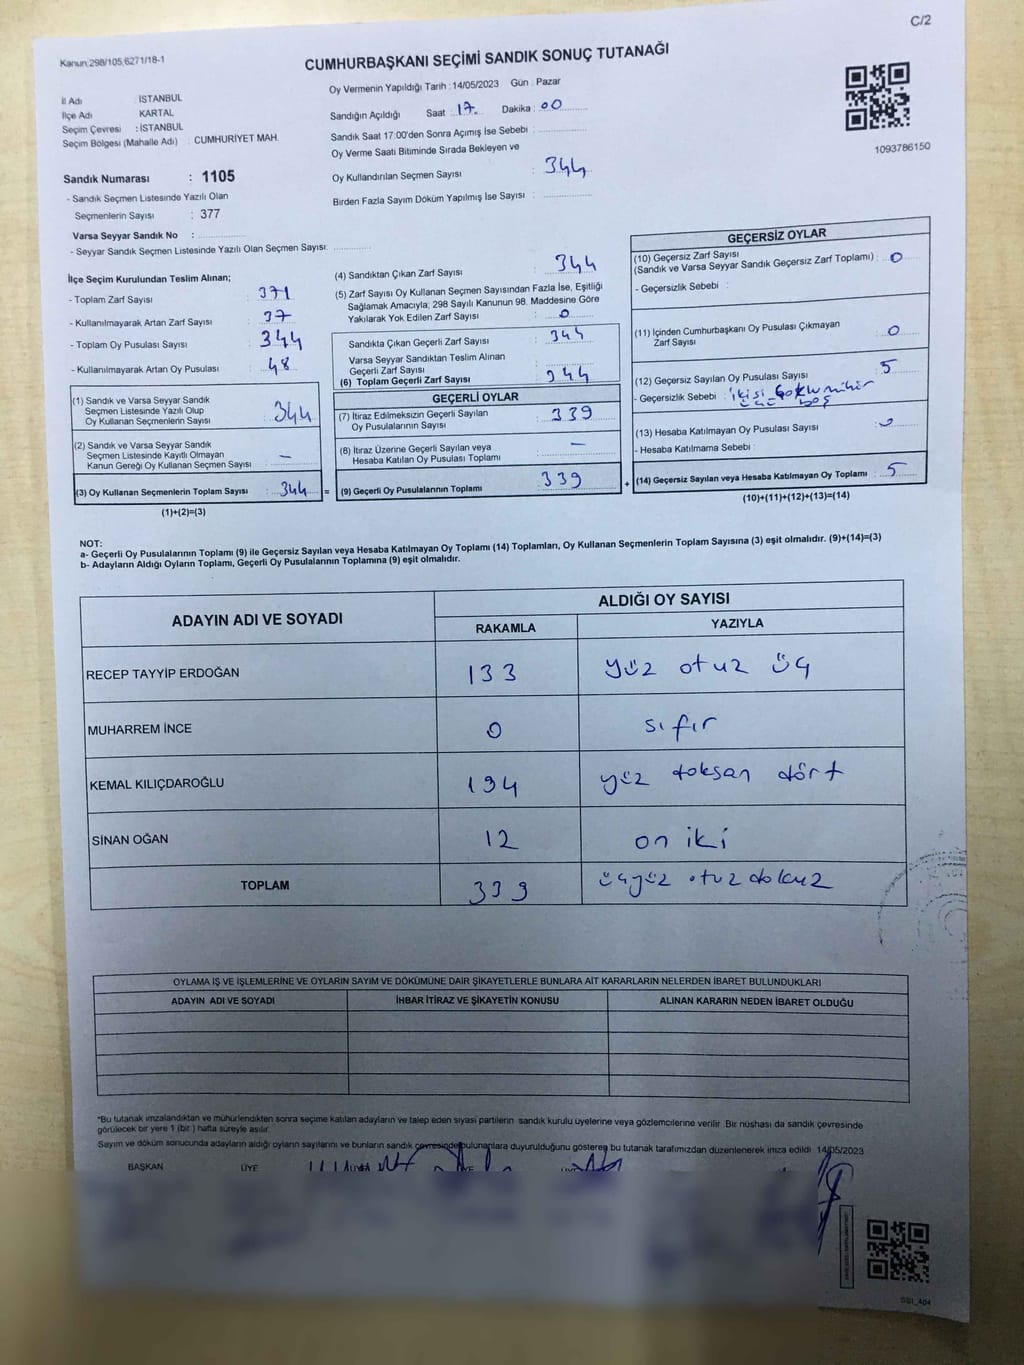 C/2
Kanun:298/105,6271/18-1
CUMHURBAŞKANI SEÇİMİ SANDIK SONUÇ TUTANAĞI
İl Adı : İSTANBUL
İlçe Adı KARTAL
Seçim Çevresi : İSTANBUL
Seçim Bölgesi (Mahalle Adı) : CUMHURİYET MAH.
Sandık Numarası : 1105
- Sandık Seçmen Listesinde Yazılı Olan
Seçmenlerin Sayısı : 377
Varsa Seyyar Sandık No :
- Seyyar Sandık Seçmen Listesinde Yazılı Olan Seçmen Sayısı:
Oy Vermenin Yapıldığı Tarih : 14/05/2023 Gün : Pazar
Sandığın Açıldığı Saat : 17 Dakika : 00
Sandık Saat 17:00'den Sonra Açımış İse Sebebi :
Oy Verme Saati Bitiminde Sırada Bekleyen ve
Oy Kullandırılan Seçmen Sayısı : 344
Birden Fazla Sayım Döküm Yapılmış İse Sayısı :
1093786150
İlçe Seçim Kurulundan Teslim Alınan;
- Toplam Zarf Sayısı : 371
- Kullanılmayarak Artan Zarf Sayısı : 37
- Toplam Oy Pusulası Sayısı : 344
- Kullanılmayarak Artan Oy Pusulası : 48
(1) Sandık ve Varsa Seyyar Sandık
Seçmen Listesinde Yazılı Olup
Oy Kullanan Seçmenlerin Sayısı : 344
(2) Sandık ve Varsa Seyyar Sandık
Seçmen Listesinde Kayıtlı Olmayan
Kanun Gereği Oy Kullanan Seçmen Sayısı : –
(3) Oy Kullanan Seçmenlerin Toplam Sayısı : 344 =
(1)+(2)=(3)
(4) Sandıktan Çıkan Zarf Sayısı : 344
(5) Zarf Sayısı Oy Kullanan Seçmen Sayısından Fazla İse, Eşitliği
Sağlamak Amacıyla; 298 Sayılı Kanunun 98. Maddesine Göre
Yakılarak Yok Edilen Zarf Sayısı : 0
Sandıkta Çıkan Geçerli Zarf Sayısı : 344
Varsa Seyyar Sandıktan Teslim Alınan
Geçerli Zarf Sayısı
(6) Toplam Geçerli Zarf Sayısı : 344
GEÇERLİ OYLAR
(7) İtiraz Edilmeksizin Geçerli Sayılan
Oy Pusulalarının Sayısı : 339
(8) İtiraz Üzerine Geçerli Sayılan veya
Hesaba Katılan Oy Pusulası Toplamı : –
(9) Geçerli Oy Pusulalarının Toplamı : 339 +
GEÇERSİZ OYLAR
(10) Geçersiz Zarf Sayısı
(Sandık ve Varsa Seyyar Sandık Geçersiz Zarf Toplamı) : 0
- Geçersizlik Sebebi :
(11) İçinden Cumhurbaşkanı Oy Pusulası Çıkmayan
Zarf Sayısı : 0
(12) Geçersiz Sayılan Oy Pusulası Sayısı : 5
- Geçersizlik Sebebi : ikisi çok mühür
üçü boş
(13) Hesaba Katılmayan Oy Pusulası Sayısı : 0
- Hesaba Katılmama Sebebi :
(14) Geçersiz Sayılan veya Hesaba Katılmayan Oy Toplamı : 5
(10)+(11)+(12)+(13)=(14)
NOT:
a- Geçerli Oy Pusulalarının Toplamı (9) ile Geçersiz Sayılan veya Hesaba Katılmayan Oy Toplamı (14) Toplamları, Oy Kullanan Seçmenlerin Toplam Sayısına (3) eşit olmalıdır. (9)+(14)=(3)
b- Adayların Aldığı Oyların Toplamı, Geçerli Oy Pusulalarının Toplamına (9) eşit olmalıdır.
ADAYIN ADI VE SOYADI ALDIĞI OY SAYISI
RAKAMLA YAZIYLA
RECEP TAYYİP ERDOĞAN 133 yüz otuz üç
MUHARREM İNCE 0 sıfır
KEMAL KILIÇDAROĞLU 194 yüz doksan dört
SİNAN OĞAN 12 on iki
TOPLAM 339 üçyüz otuz dokuz
OYLAMA İŞ VE İŞLEMLERİNE VE OYLARIN SAYIM VE DÖKÜMÜNE DAİR ŞİKAYETLERLE BUNLARA AİT KARARLARIN NELERDEN İBARET BULUNDUKLARI
ADAYIN ADI VE SOYADI İHBAR İTİRAZ VE ŞİKAYETİN KONUSU ALINAN KARARIN NEDEN İBARET OLDUĞU
*Bu tutanak imzalandıktan ve mühürlendikten sonra seçime katılan adayların ve talep eden siyasi partilerin sandık kurulu üyelerine veya gözlemcilerine verilir. Bir nüshası da sandık çevresinde
görülecek bir yere 1 (bir) hafta süreyle asılır.
Sayım ve döküm sonucunda adayların aldığı oyların sayılarını ve bunların sandık çevresinde bulunanlara duyurulduğunu gösteren bu tutanak tarafımızdan düzenlenerek imza edildi 14/05/2023
BAŞKAN ÜYE